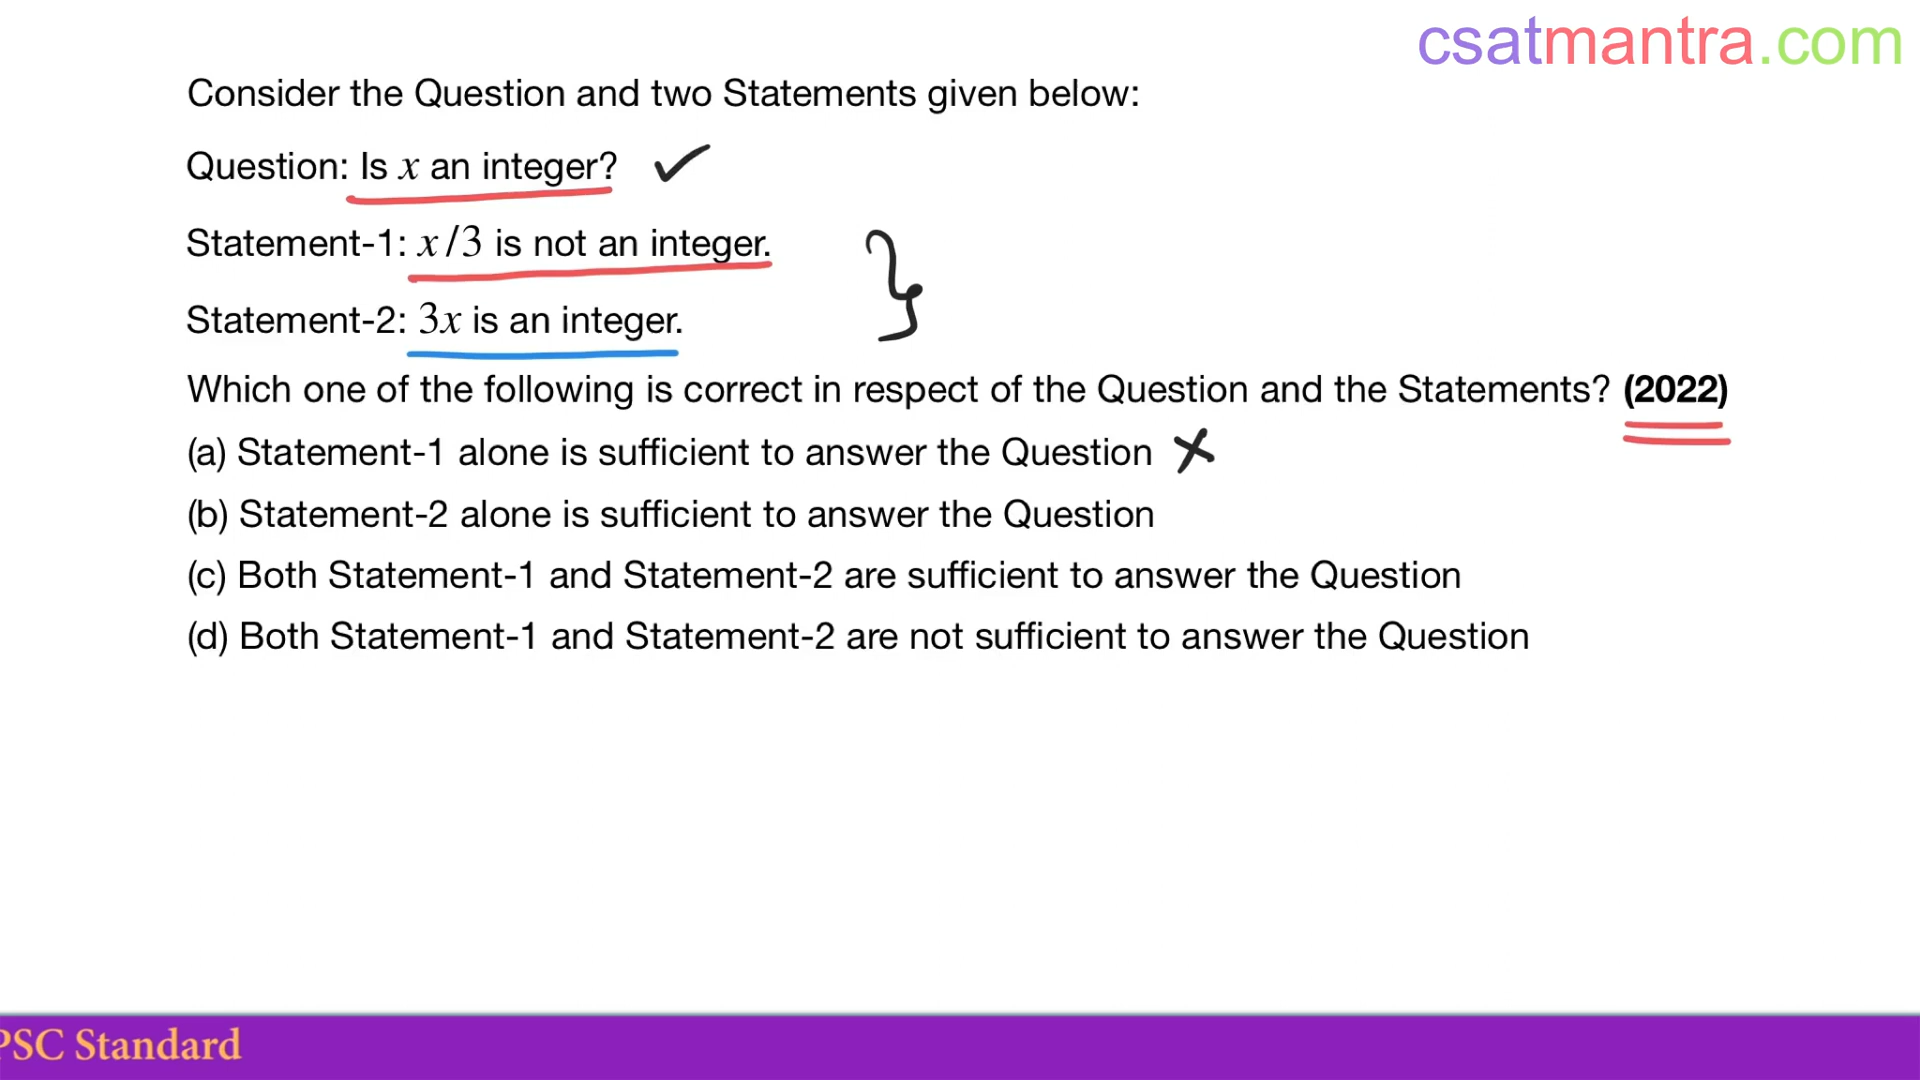 csatmantra.com
Consider the Question and two Statements given below:
Question: Is x an integer?
Statement-1: x/3 is not an integer.
Statement-2: 3x is an integer.
Which one of the following is correct in respect of the Question and the Statements? (2022)
(a) Statement-1 alone is sufficient to answer the Question
(b) Statement-2 alone is sufficient to answer the Question
(c) Both Statement-1 and Statement-2 are sufficient to answer the Question
(d) Both Statement-1 and Statement-2 are not sufficient to answer the Question
PSC Standard